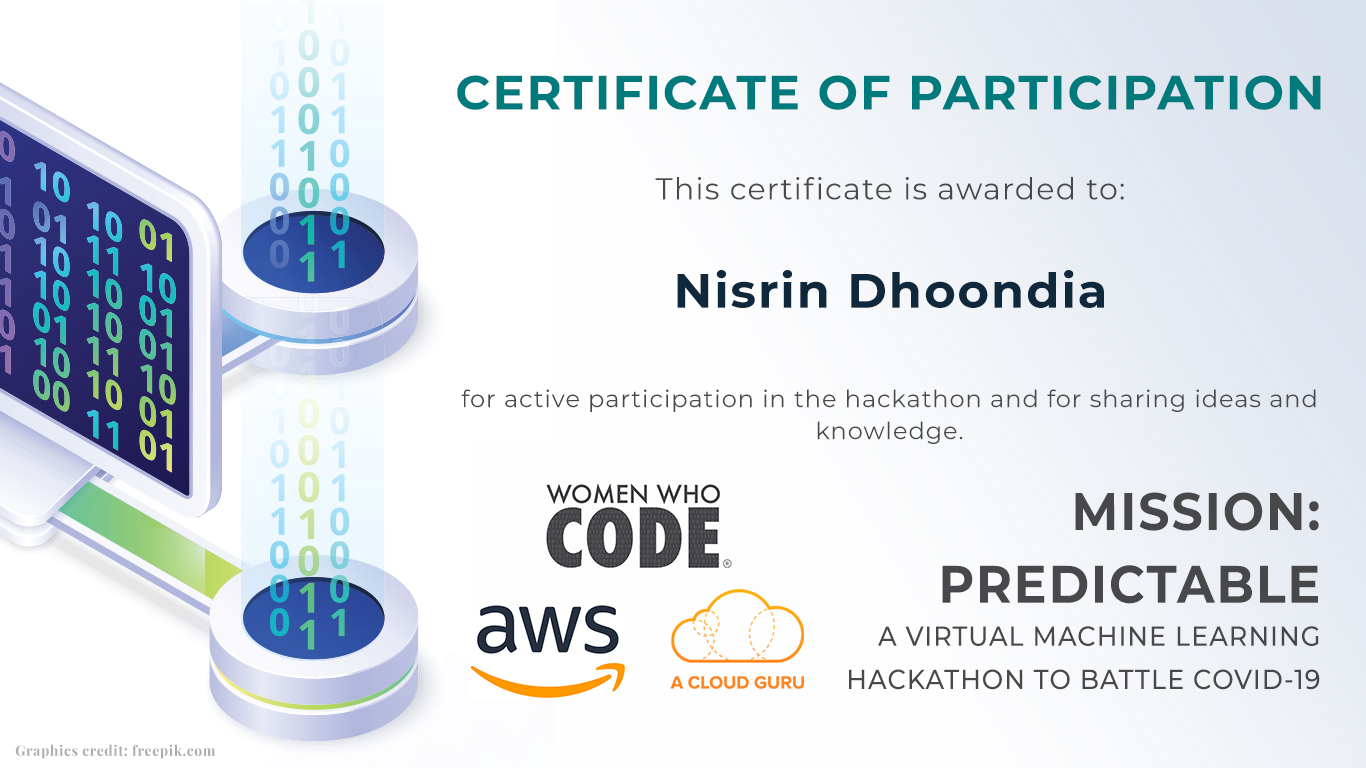 CERTIFICATE OF PARTICIPATION
This certificate is awarded to:
Nisrin Dhoondia
for active participation in the hackathon and for sharing ideas and
knowledge.
WOMEN WHO
CODE®
aws
A CLOUD GURU
MISSION:
PREDICTABLE
A VIRTUAL MACHINE LEARNING
HACKATHON TO BATTLE COVID-19
Graphics credit: freepik.com